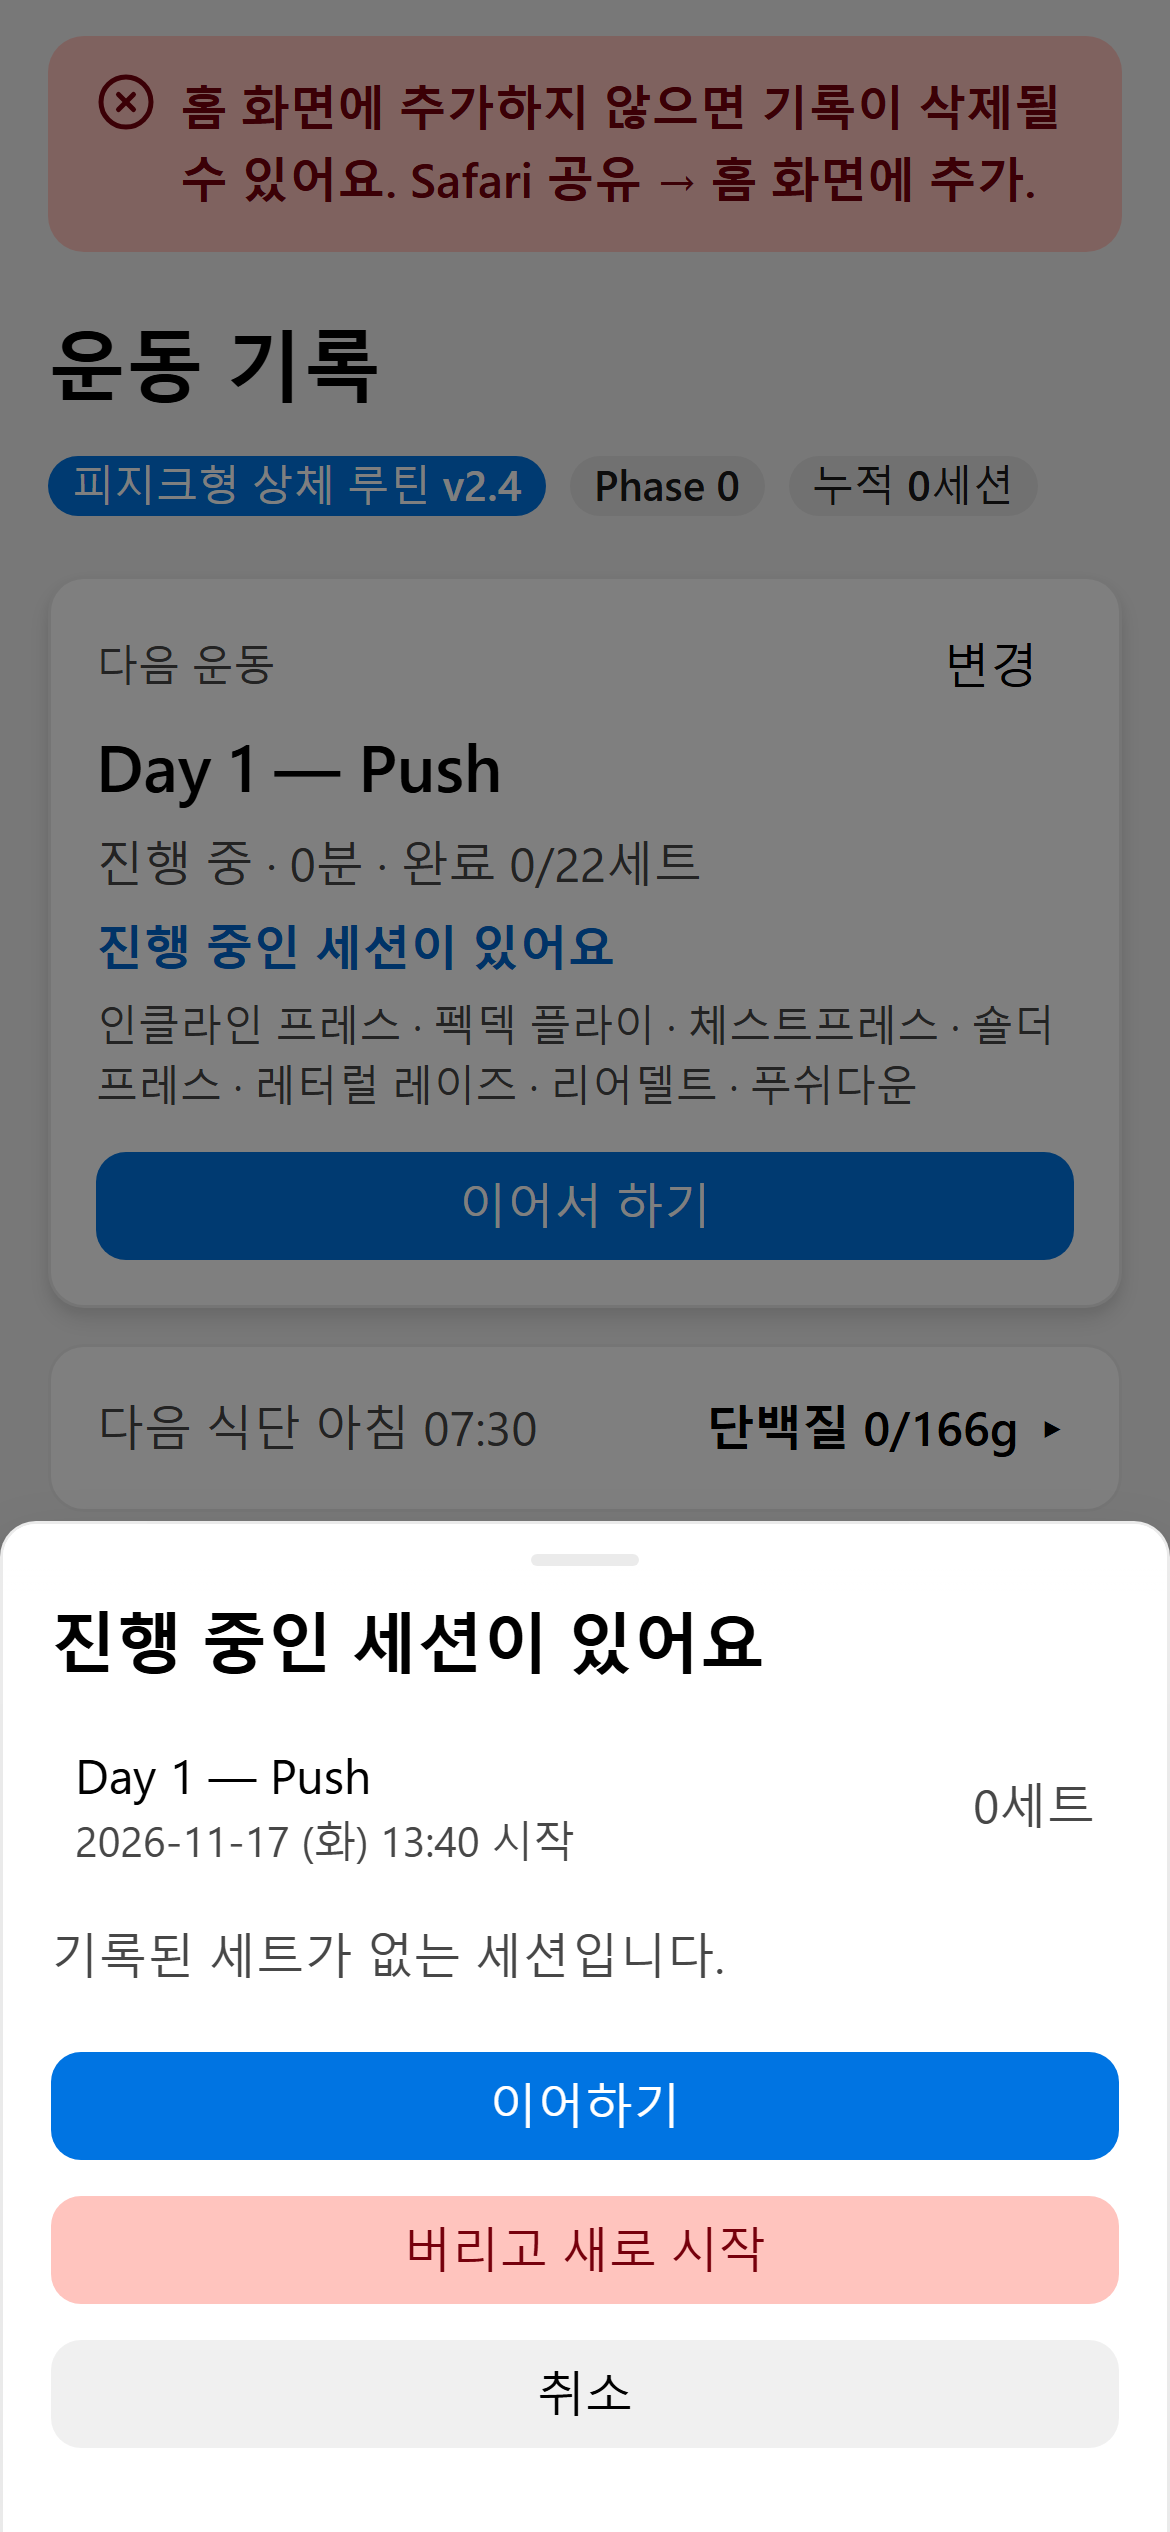 홈 화면에 추가하지 않으면 기록이 삭제될
수 있어요. Safari 공유 → 홈 화면에 추가.
운동 기록
피지크형 상체 루틴 v2.4
Phase 0
누적 0세션
다음 운동
변경
Day 1 — Push
진행 중 · 0분 · 완료 0/22세트
진행 중인 세션이 있어요
인클라인 프레스 · 펙덱 플라이 · 체스트프레스 · 숄더
프레스 · 레터럴 레이즈 · 리어델트 · 푸쉬다운
이어서 하기
다음 식단 아침 07:30
단백질 0/166g ▸
진행 중인 세션이 있어요
Day 1 — Push
2026-11-17 (화) 13:40 시작
0세트
기록된 세트가 없는 세션입니다.
이어하기
버리고 새로 시작
취소